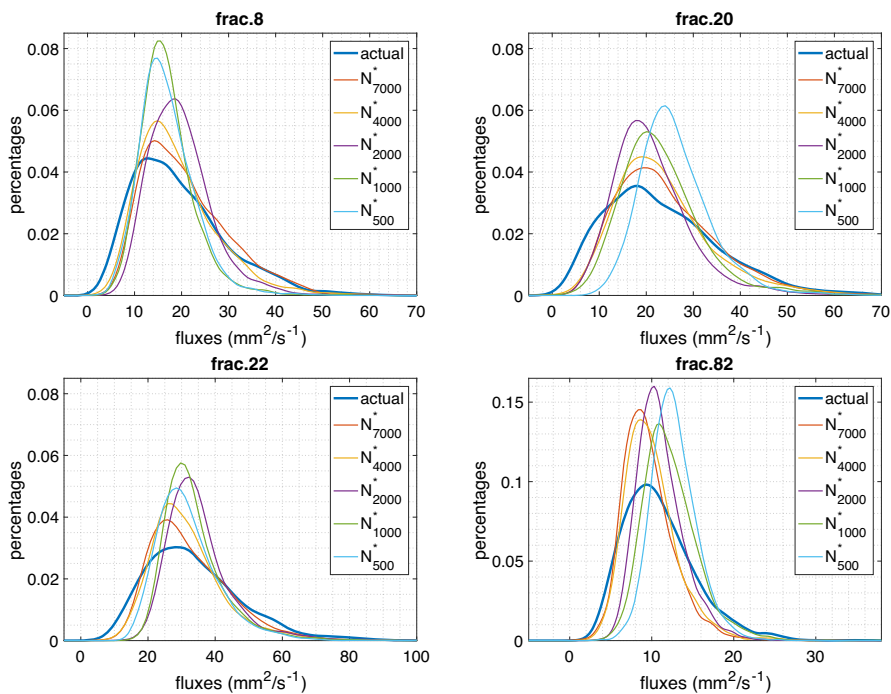 frac.8
0.08
0.06
0.04
0.02
0
percentages
0 10 20 30 40 50 60 70
fluxes (mm²/s⁻¹)
actual
N*7000
N*4000
N*2000
N*1000
N*500
frac.20
0.08
0.06
0.04
0.02
0
percentages
0 10 20 30 40 50 60 70
fluxes (mm²/s⁻¹)
actual
N*7000
N*4000
N*2000
N*1000
N*500
frac.22
0.08
0.06
0.04
0.02
0
percentages
0 20 40 60 80 100
fluxes (mm²/s⁻¹)
actual
N*7000
N*4000
N*2000
N*1000
N*500
frac.82
0.15
0.1
0.05
0
percentages
0 10 20 30
fluxes (mm²/s⁻¹)
actual
N*7000
N*4000
N*2000
N*1000
N*500